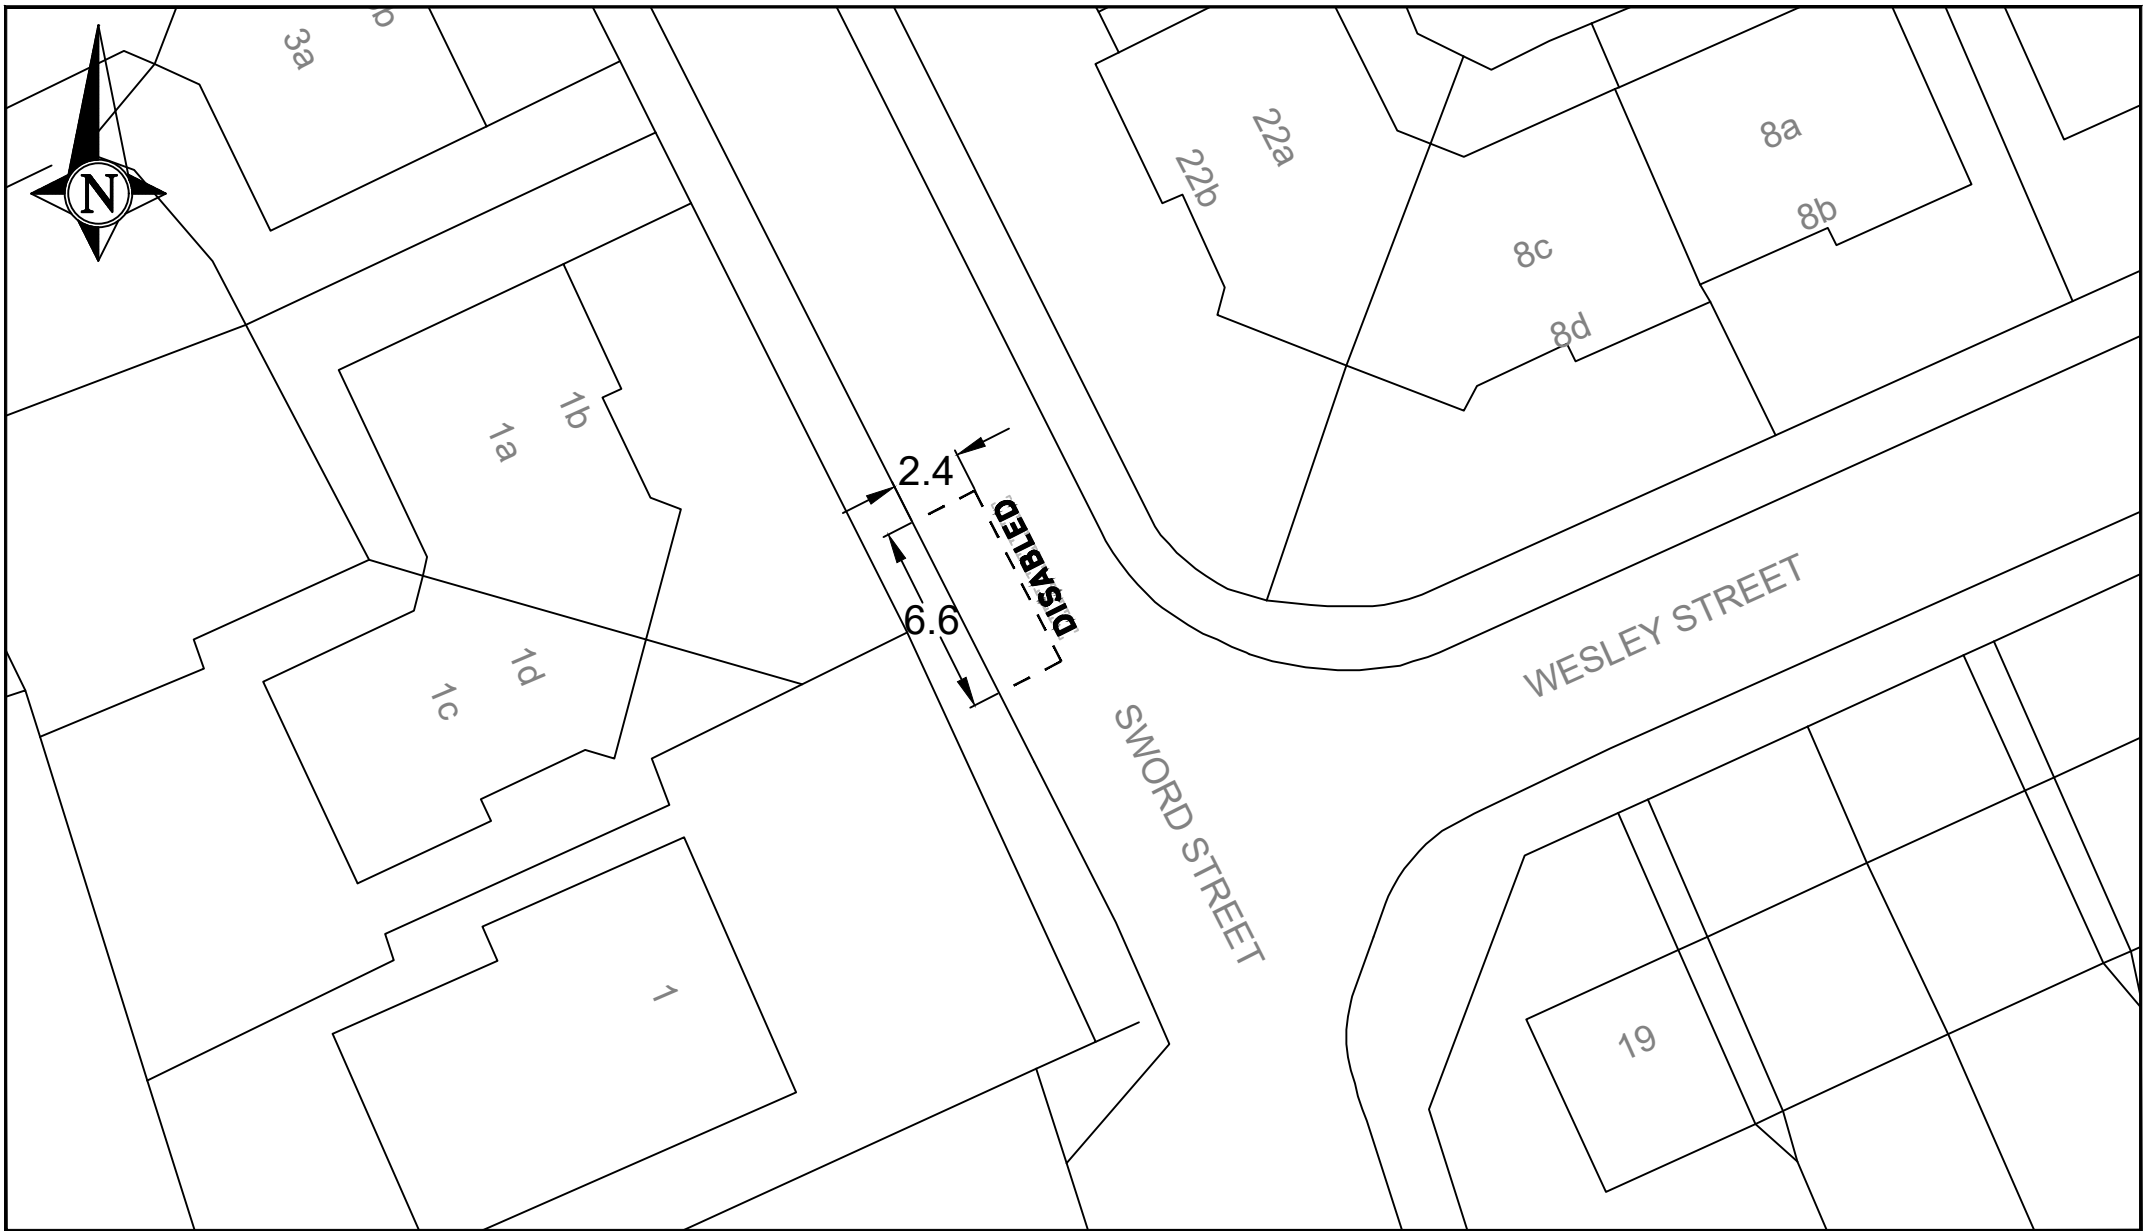 3a
b
N
22a
22b
8a
8b
8c
8d
1b
1a
2.4
DISABLED
6.6
1d
1c
WESLEY STREET
SWORD STREET
1
19